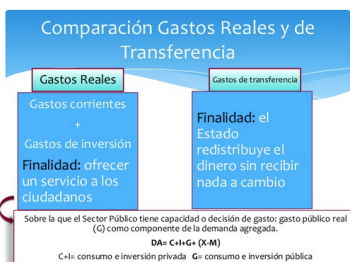 Comparación Gastos Reales y de
Transferencia
Gastos Reales
Gastos corrientes
+
Gastos de inversión
Finalidad: ofrecer
un servicio a los
ciudadanos
Gastos de transferencia
Finalidad: el
Estado
redistribuye el
dinero sin recibir
nada a cambio
Sobre la que el Sector Público tiene capacidad o decisión de gasto: gasto público real
(G) como componente de la demanda agregada.
DA= C+I+G+ (X-M)
C+I= consumo e inversión privada G= consumo e inversión pública